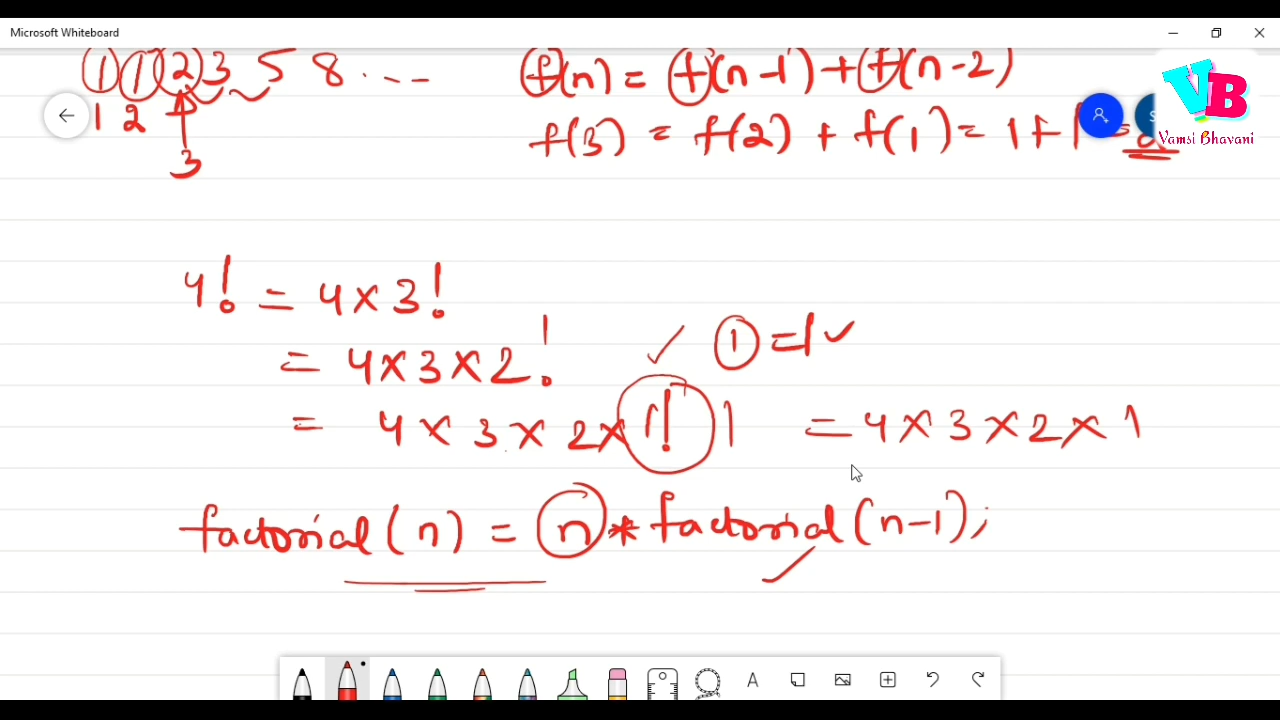 Microsoft Whiteboard
1 1 2 3 5 8 ... f(n) = f(n-1) + f(n-2)
1 2
3
f(3) = f(2) + f(1) = 1 + 1 = 2
VB
Vamsi Bhavani
4! = 4 × 3!
= 4 × 3 × 2!
1 = 1
= 4 × 3 × 2 × 1! 1 = 4 × 3 × 2 × 1
factorial(n) = n * factorial(n-1);
A